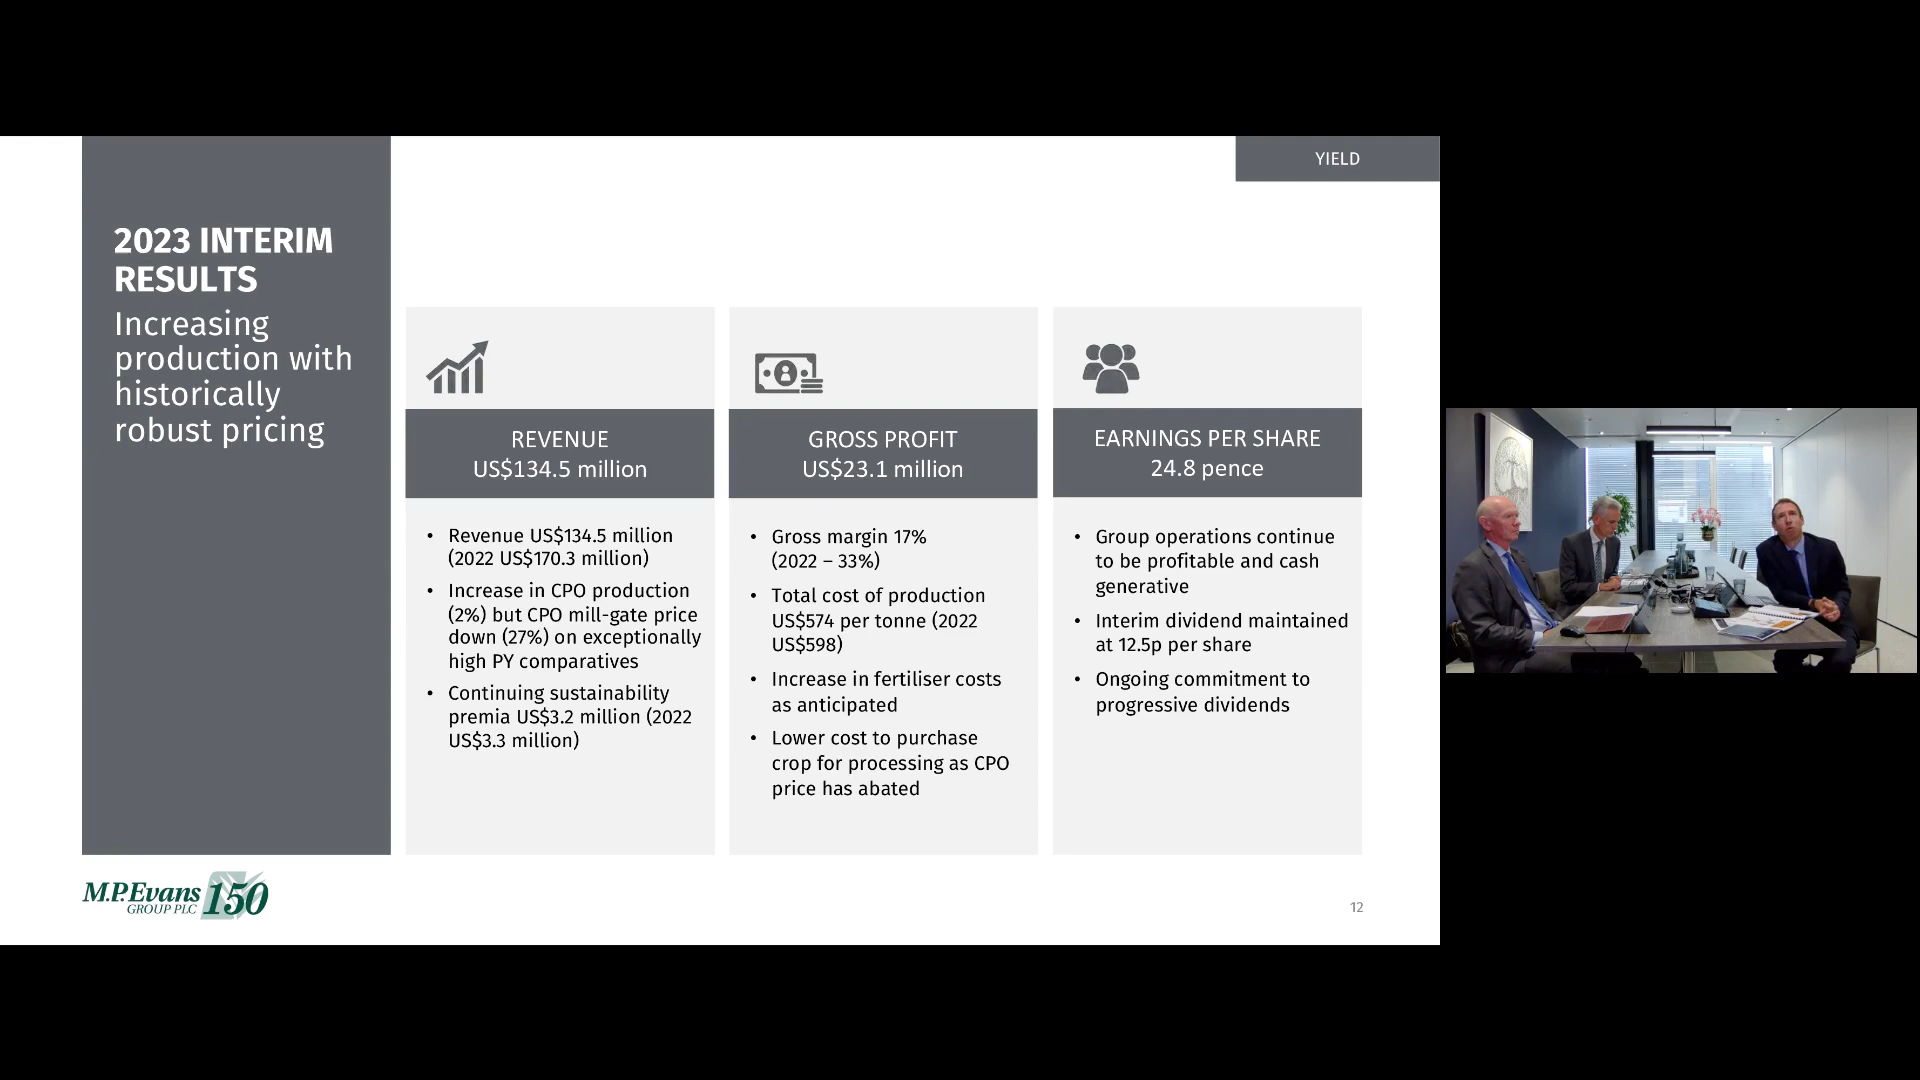 YIELD
2023 INTERIM
RESULTS
Increasing
production with
historically
robust pricing
REVENUE
US$134.5 million
• Revenue US$134.5 million
(2022 US$170.3 million)
• Increase in CPO production
(2%) but CPO mill-gate price
down (27%) on exceptionally
high PY comparatives
• Continuing sustainability
premia US$3.2 million (2022
US$3.3 million)
GROSS PROFIT
US$23.1 million
• Gross margin 17%
(2022 – 33%)
• Total cost of production
US$574 per tonne (2022
US$598)
• Increase in fertiliser costs
as anticipated
• Lower cost to purchase
crop for processing as CPO
price has abated
EARNINGS PER SHARE
24.8 pence
• Group operations continue
to be profitable and cash
generative
• Interim dividend maintained
at 12.5p per share
• Ongoing commitment to
progressive dividends
M.P.Evans 150
GROUP PLC
12